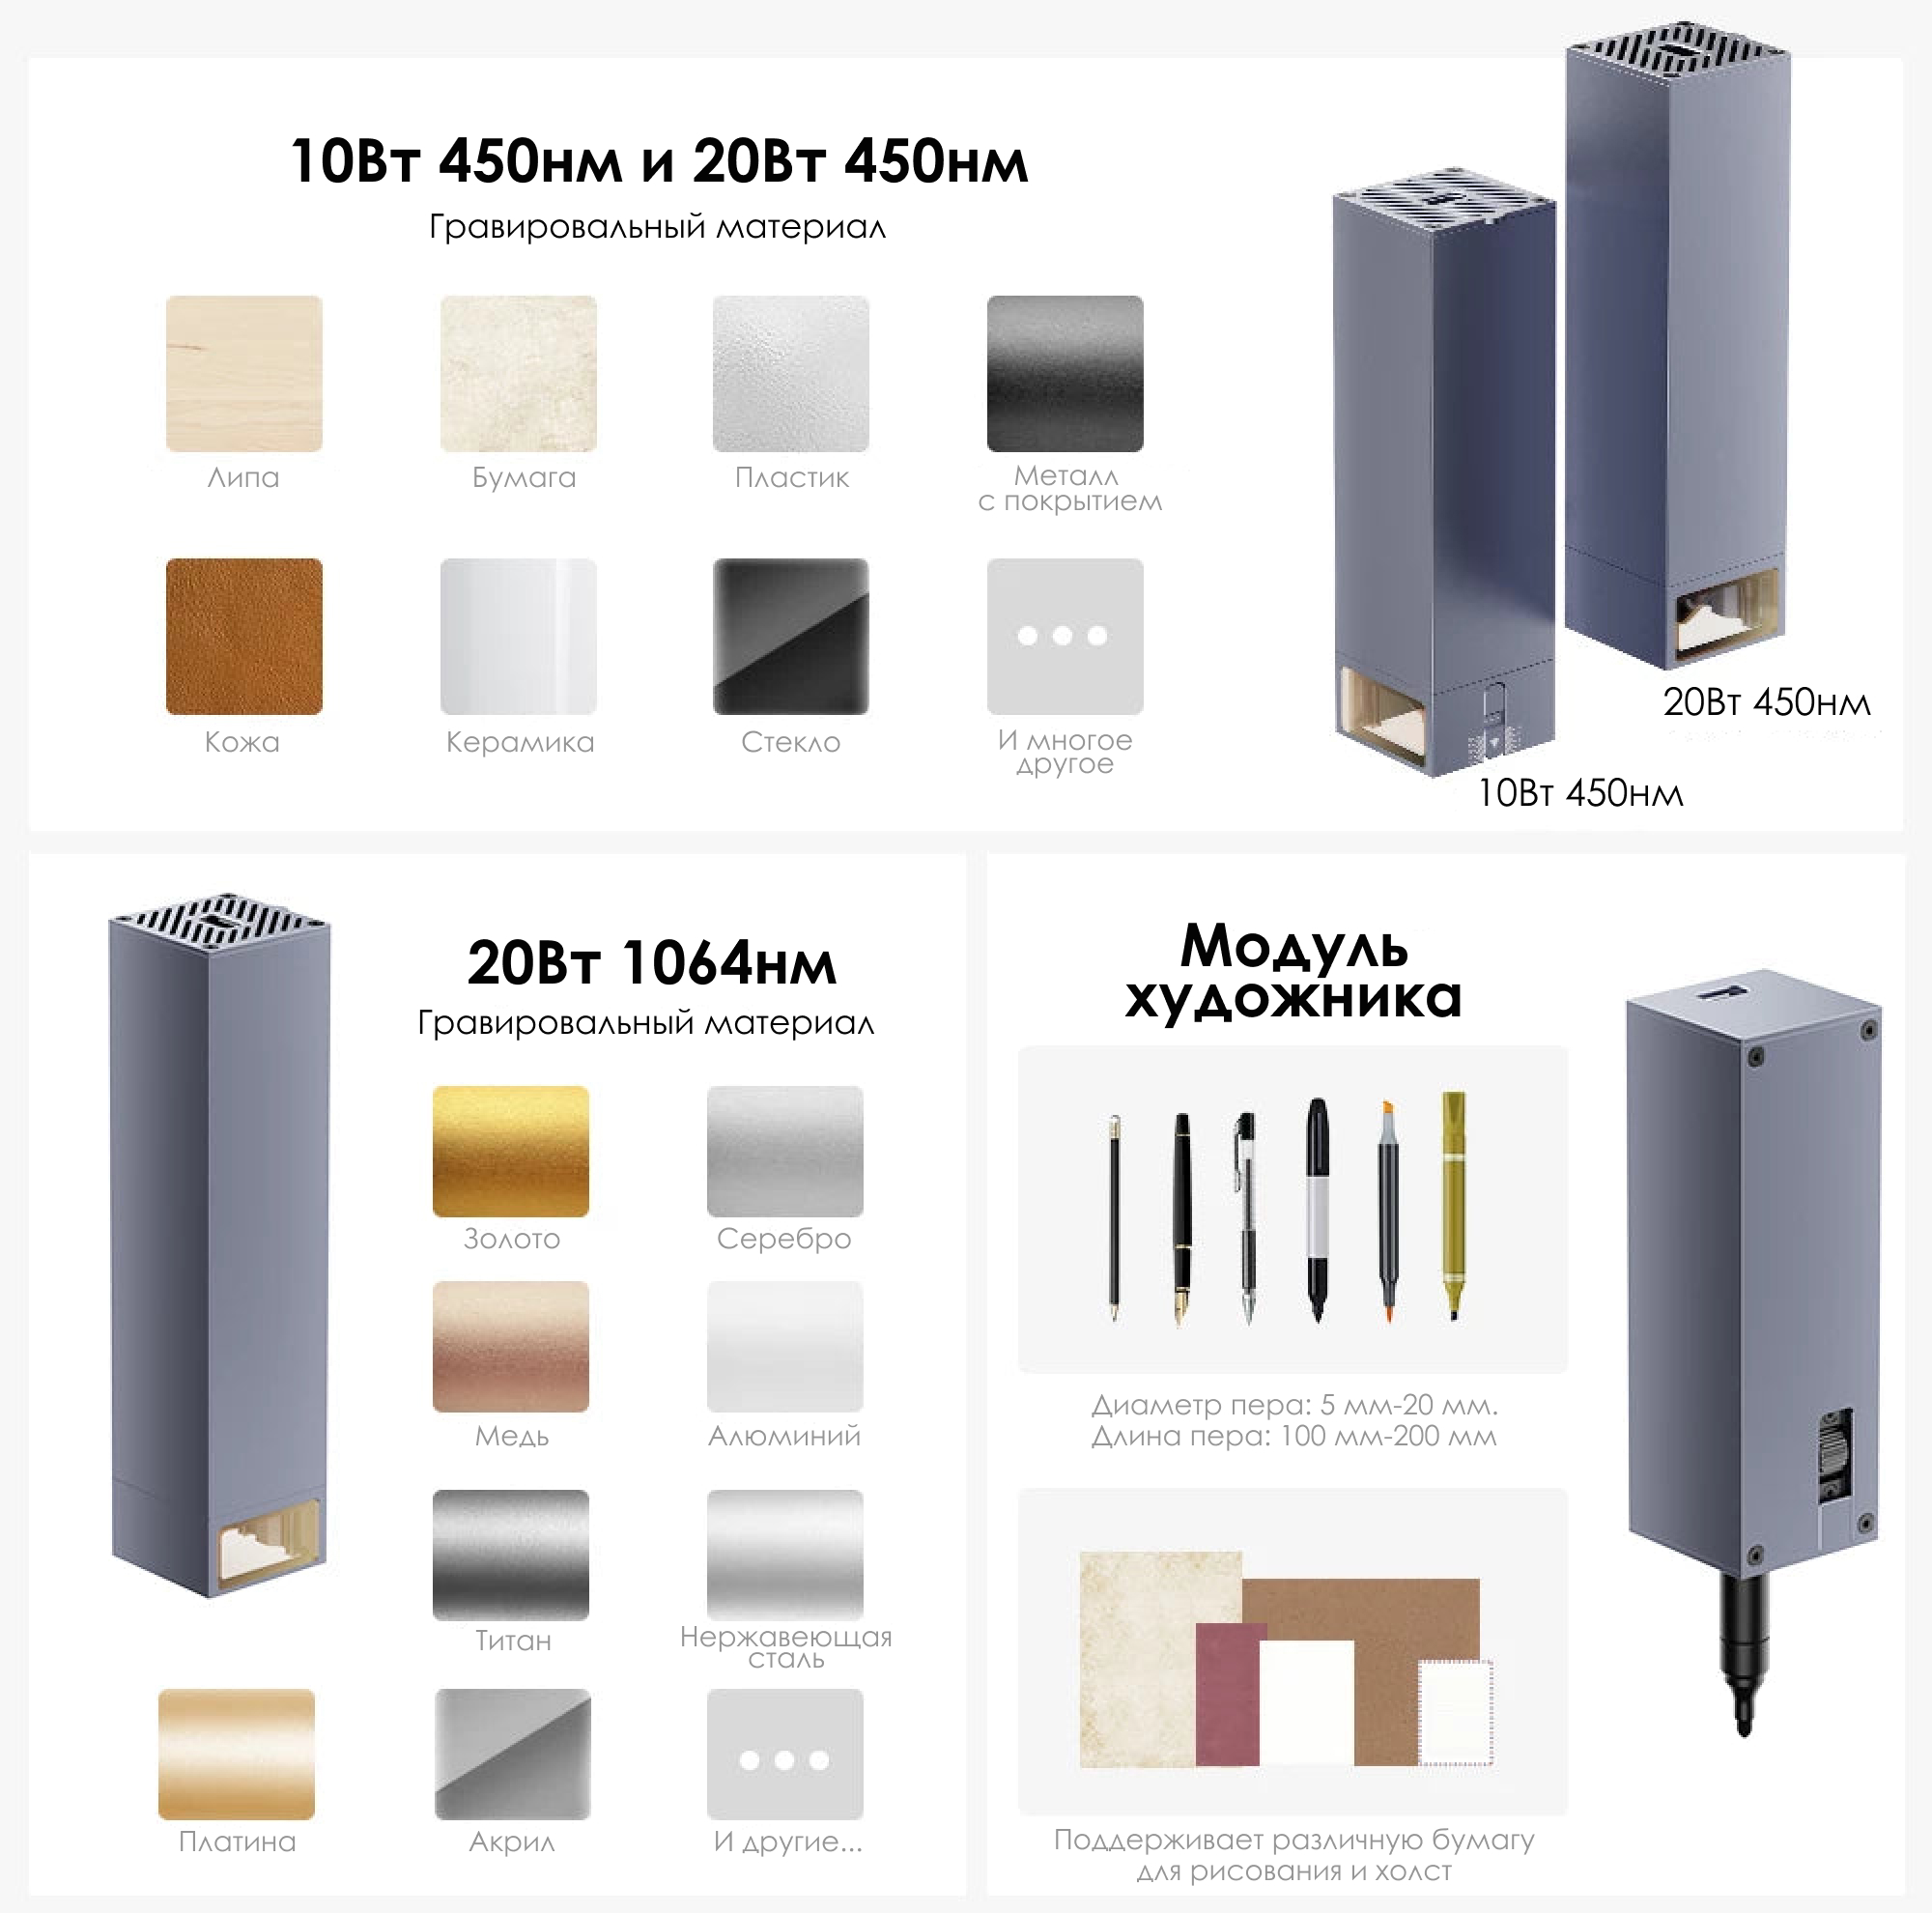 10Вт 450нм и 20Вт 450нм
Гравировальный материал
Липа
Бумага
Пластик
Металл
с покрытием
Кожа
Керамика
Стекло
И многое
другое
20Вт 450нм
10Вт 450нм
20Вт 1064нм
Гравировальный материал
Золото
Серебро
Медь
Алюминий
Титан
Нержавеющая
сталь
Платина
Акрил
И другие...
Модуль
художника
Диаметр пера: 5 мм-20 мм.
Длина пера: 100 мм-200 мм
Поддерживает различную бумагу
для рисования и холст